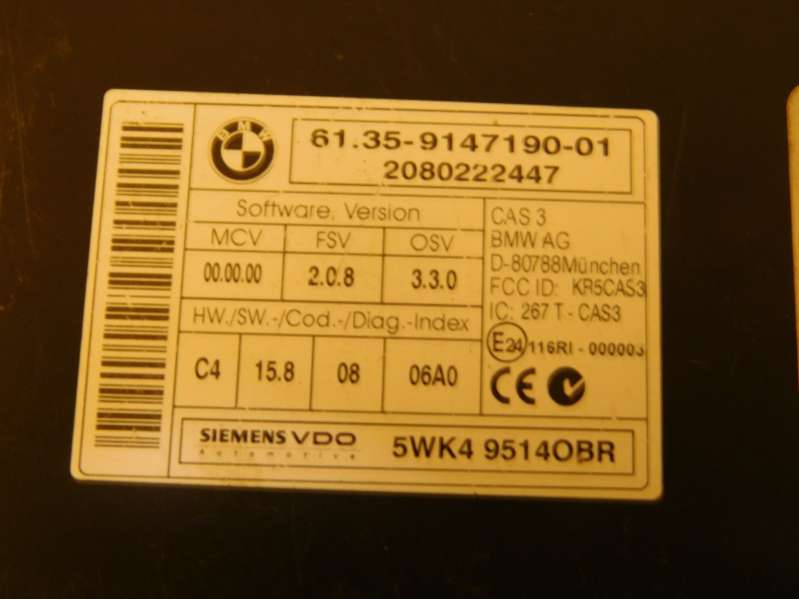 BMW
61.35-9147190-01
2080222447
Software. Version
MCV FSV OSV
00.00.00 2.0.8 3.3.0
HW./SW.-/Cod.-/Diag.-Index
C4 15.8 08 06A0
CAS 3
BMW AG
D-80788München
FCC ID: KR5CAS3
IC: 267 T.- CAS3
E24 116RI - 000003
CE
SIEMENS VDO
Automotive
5WK4 9514OBR